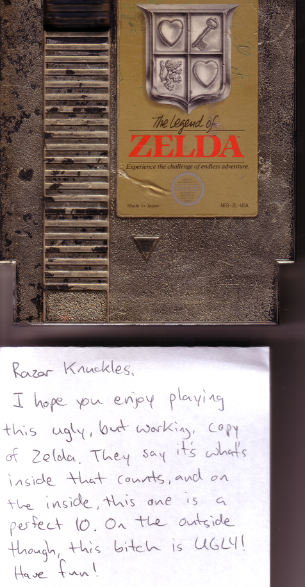 The Legend of
ZELDA
Experience the challenge of endless adventure.
Made in Japan
NES-ZL-USA
Razor Knuckles,
I hope you enjoy playing
this ugly, but working, copy
of Zelda. They say it's what's
inside that counts, and on
the inside, this one is a
perfect 10. On the outside
though, this bitch is UGLY!
Have fun!